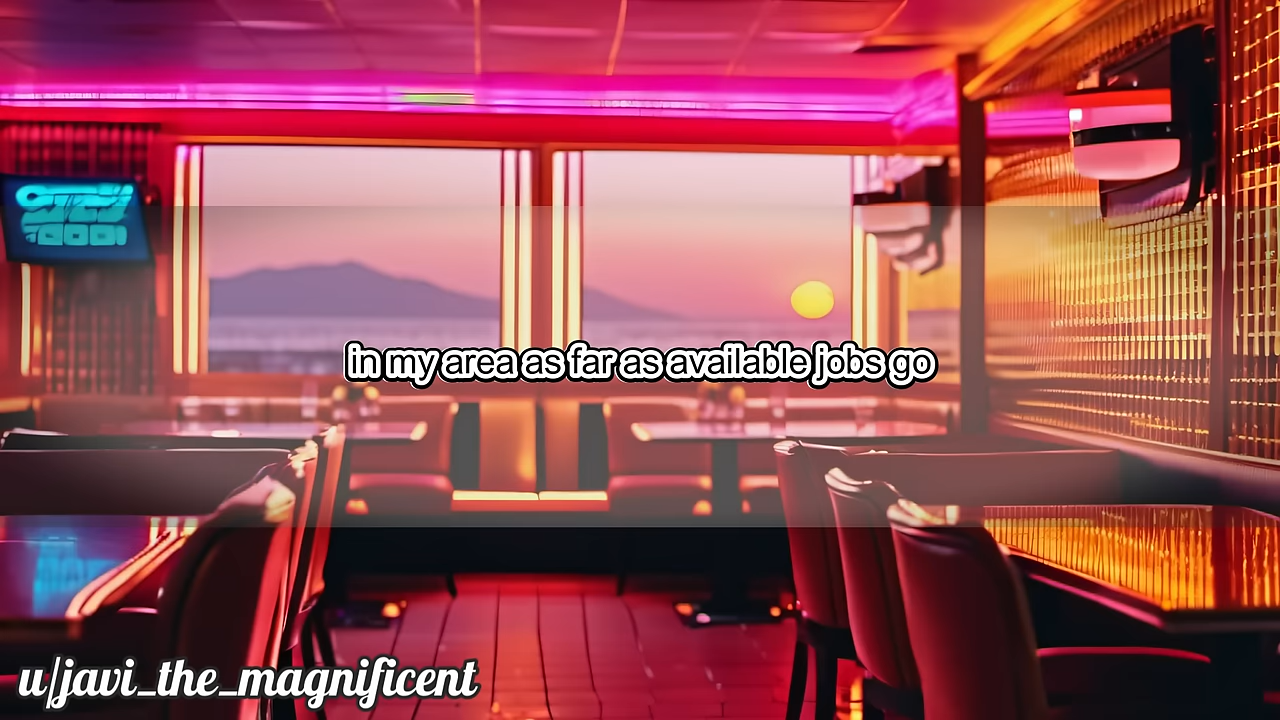 in my area as far as available jobs go
u/javi_the_magnificent